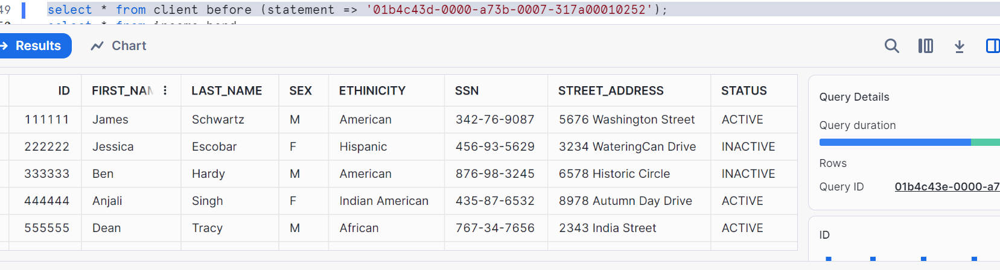 49 select * from client before (statement => '01b4c43d-0000-a73b-0007-317a00010252');
select * from income_band
Results Chart
ID FIRST_NAM LAST_NAME SEX ETHINICITY SSN STREET_ADDRESS STATUS
111111 James Schwartz M American 342-76-9087 5676 Washington Street ACTIVE
222222 Jessica Escobar F Hispanic 456-93-5629 3234 WateringCan Drive INACTIVE
333333 Ben Hardy M American 876-98-3245 6578 Historic Circle INACTIVE
444444 Anjali Singh F Indian American 435-87-6532 8978 Autumn Day Drive ACTIVE
555555 Dean Tracy M African 767-34-7656 2343 India Street ACTIVE
Query Details
Query duration
Rows
Query ID 01b4c43e-0000-a7
ID